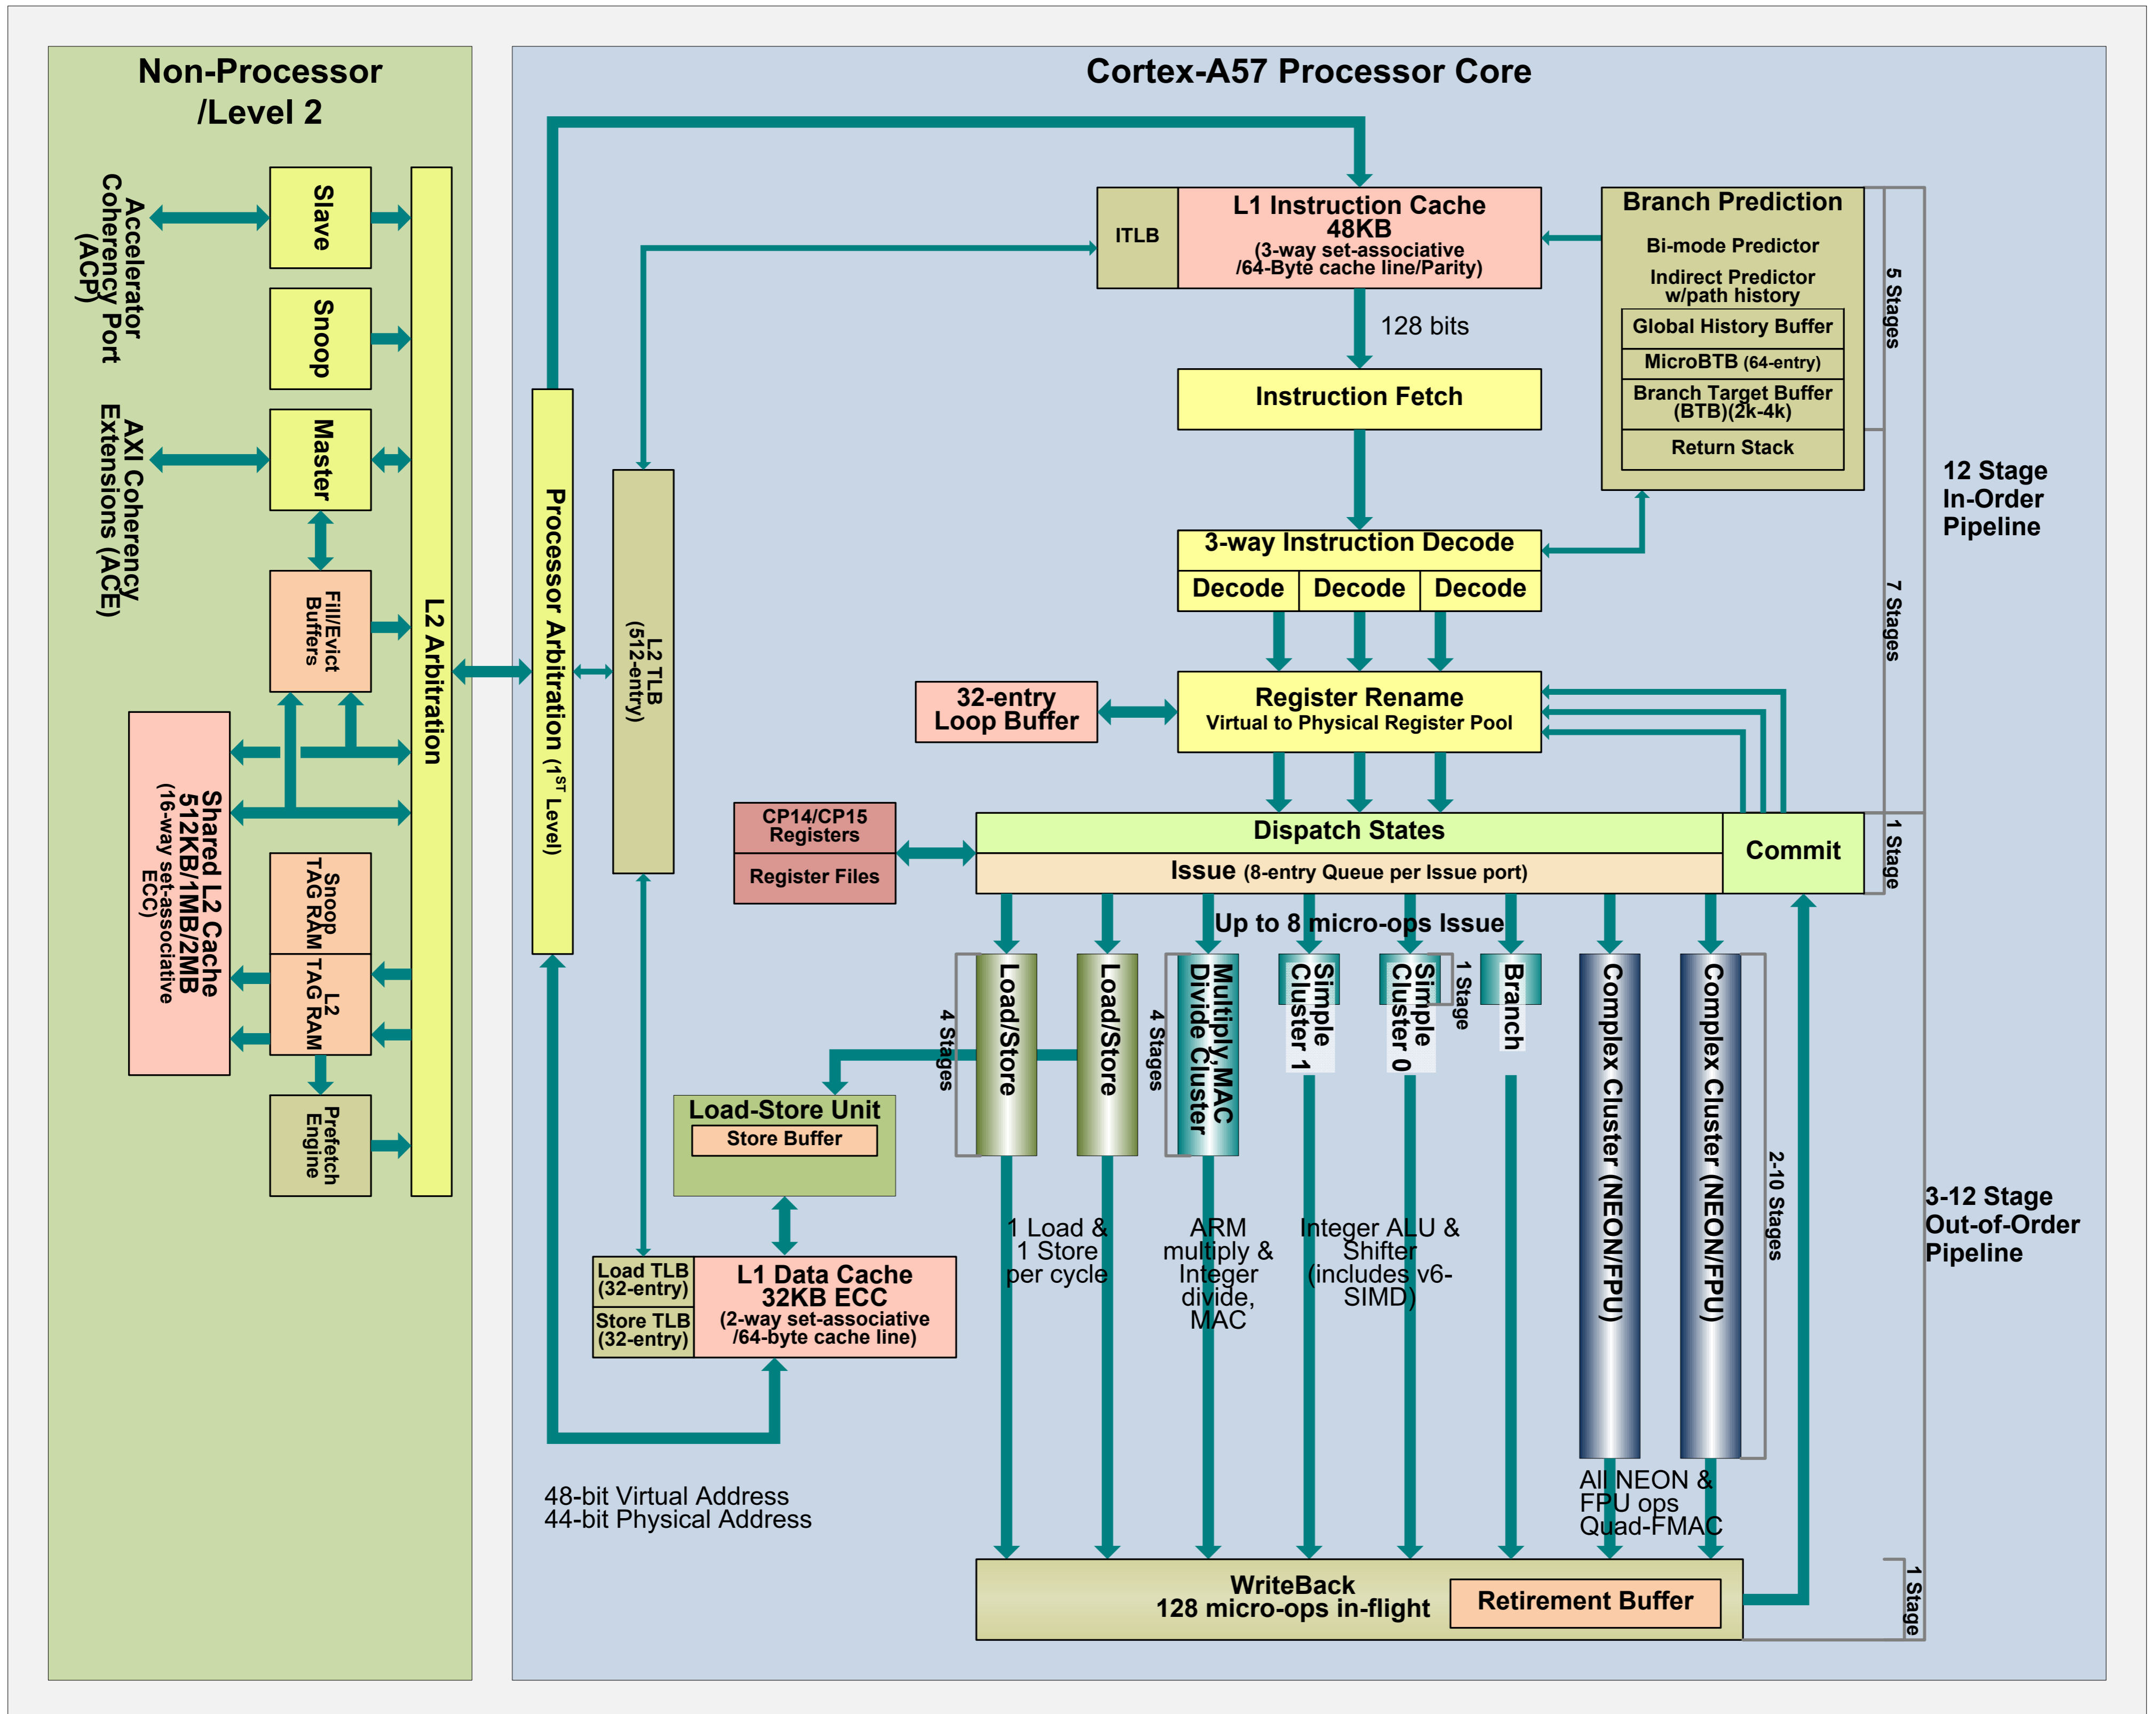 Non-Processor
/Level 2
Accelerator
Coherency Port
(ACP)
Slave
Snoop
AXI Coherency
Extensions (ACE)
Master
Fill/Evict
Buffers
L2 Arbitration
Shared L2 Cache
512KB/1MB/2MB
(16-way set-associative
ECC)
Snoop
TAG RAM
L2
TAG RAM
Prefetch
Engine
Cortex-A57 Processor Core
Processor Arbitration (1ST Level)
L2 TLB
(512-entry)
ITLB
L1 Instruction Cache
48KB
(3-way set-associative
/64-Byte cache line/Parity)
Branch Prediction
Bi-mode Predictor
Indirect Predictor
w/path history
Global History Buffer
MicroBTB (64-entry)
Branch Target Buffer
(BTB)(2k-4k)
Return Stack
5 Stages
128 bits
Instruction Fetch
12 Stage
In-Order
Pipeline
3-way Instruction Decode
Decode
Decode
Decode
7 Stages
32-entry
Loop Buffer
Register Rename
Virtual to Physical Register Pool
CP14/CP15
Registers
Register Files
Dispatch States
Issue (8-entry Queue per Issue port)
Commit
1 Stage
Up to 8 micro-ops Issue
4 Stages
Load/Store
Load/Store
4 Stages
Multiply,MAC
Divide Cluster
Simple
Cluster 1
Simple
Cluster 0
1 Stage
Branch
Complex Cluster (NEON/FPU)
Complex Cluster (NEON/FPU)
2-10 Stages
3-12 Stage
Out-of-Order
Pipeline
Load-Store Unit
Store Buffer
Load TLB
(32-entry)
Store TLB
(32-entry)
L1 Data Cache
32KB ECC
(2-way set-associative
/64-byte cache line)
1 Load &
1 Store
per cycle
ARM
multiply &
Integer
divide,
MAC
Integer ALU &
Shifter
(includes v6-
SIMD)
All NEON &
FPU ops
Quad-FMAC
48-bit Virtual Address
44-bit Physical Address
WriteBack
128 micro-ops in-flight
Retirement Buffer
1 Stage